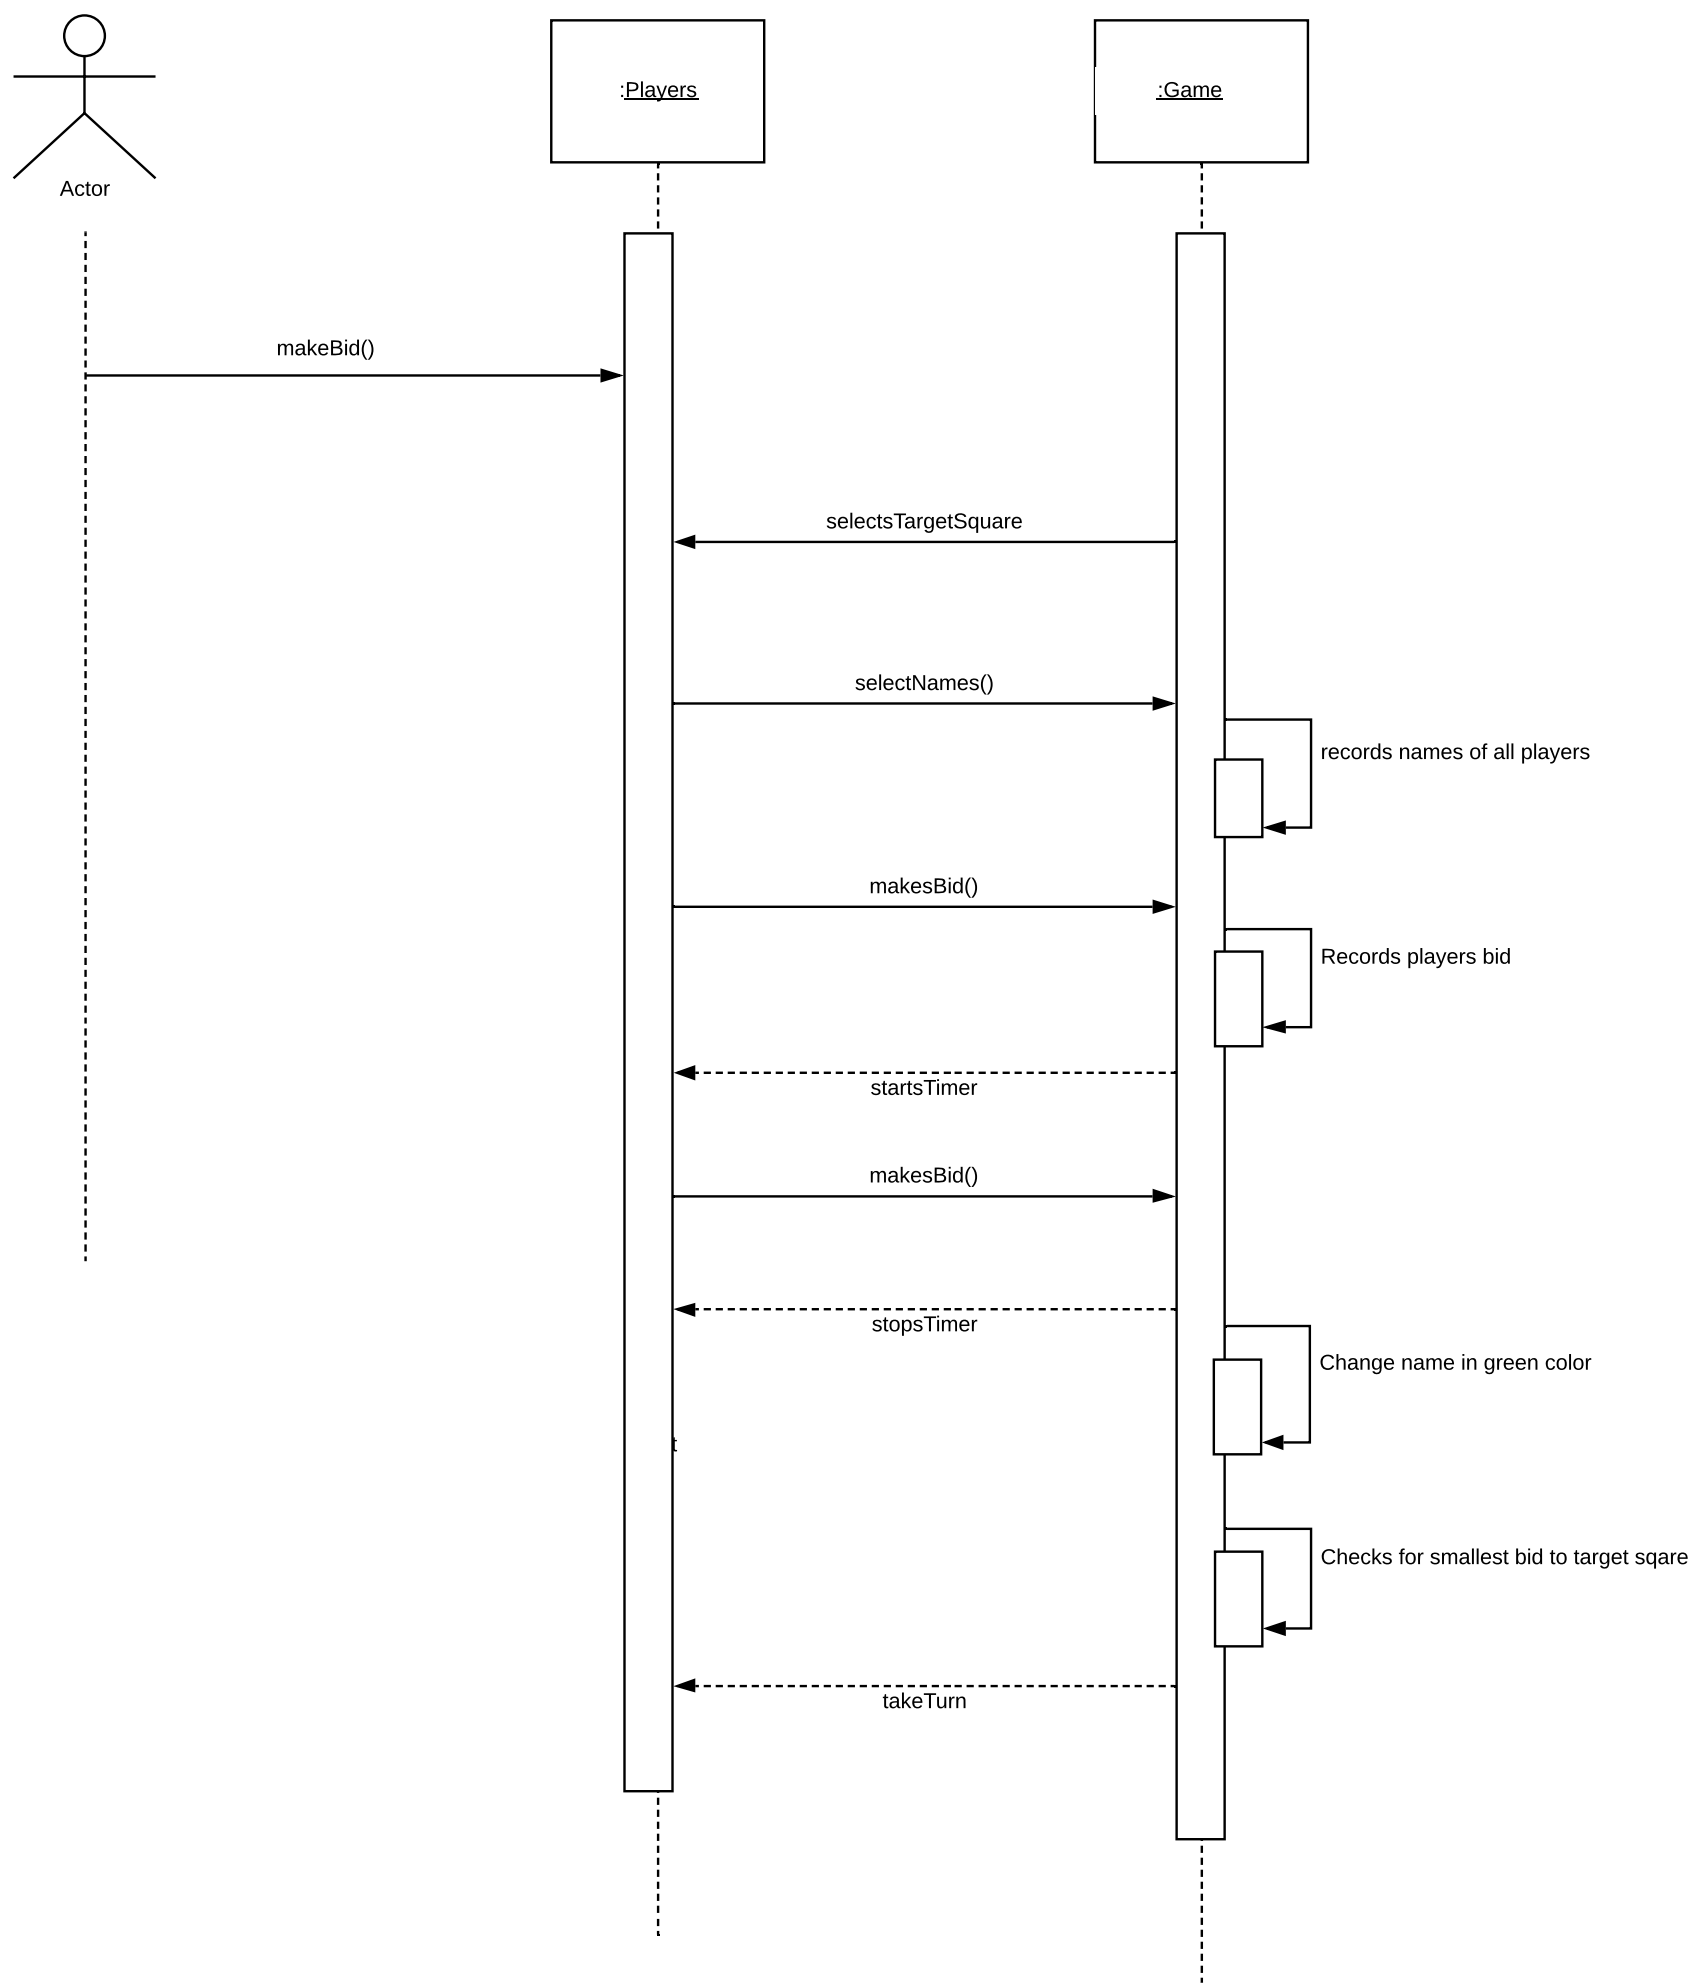 :Players
:Game
Actor
makeBid()
selectsTargetSquare
selectNames()
records names of all players
makesBid()
Records players bid
startsTimer
makesBid()
stopsTimer
Change name in green color
t
Checks for smallest bid to target sqare
takeTurn